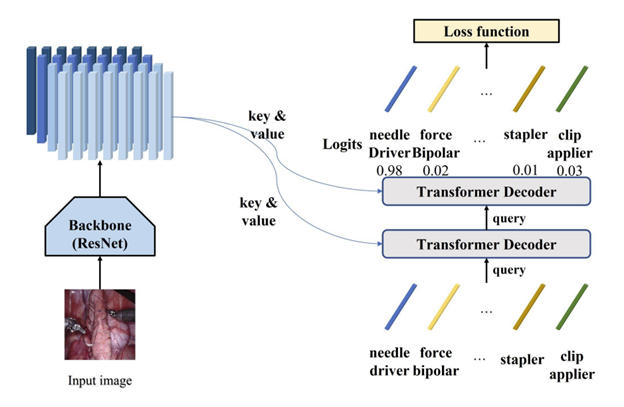 Loss function
...
key &
value
Logits
needle
Driver
force
Bipolar
...
stapler
clip
applier
0.98
0.02
0.01
0.03
Transformer Decoder
key &
value
query
Backbone
(ResNet)
Transformer Decoder
query
...
needle
driver
force
bipolar
...
stapler
clip
applier
Input image